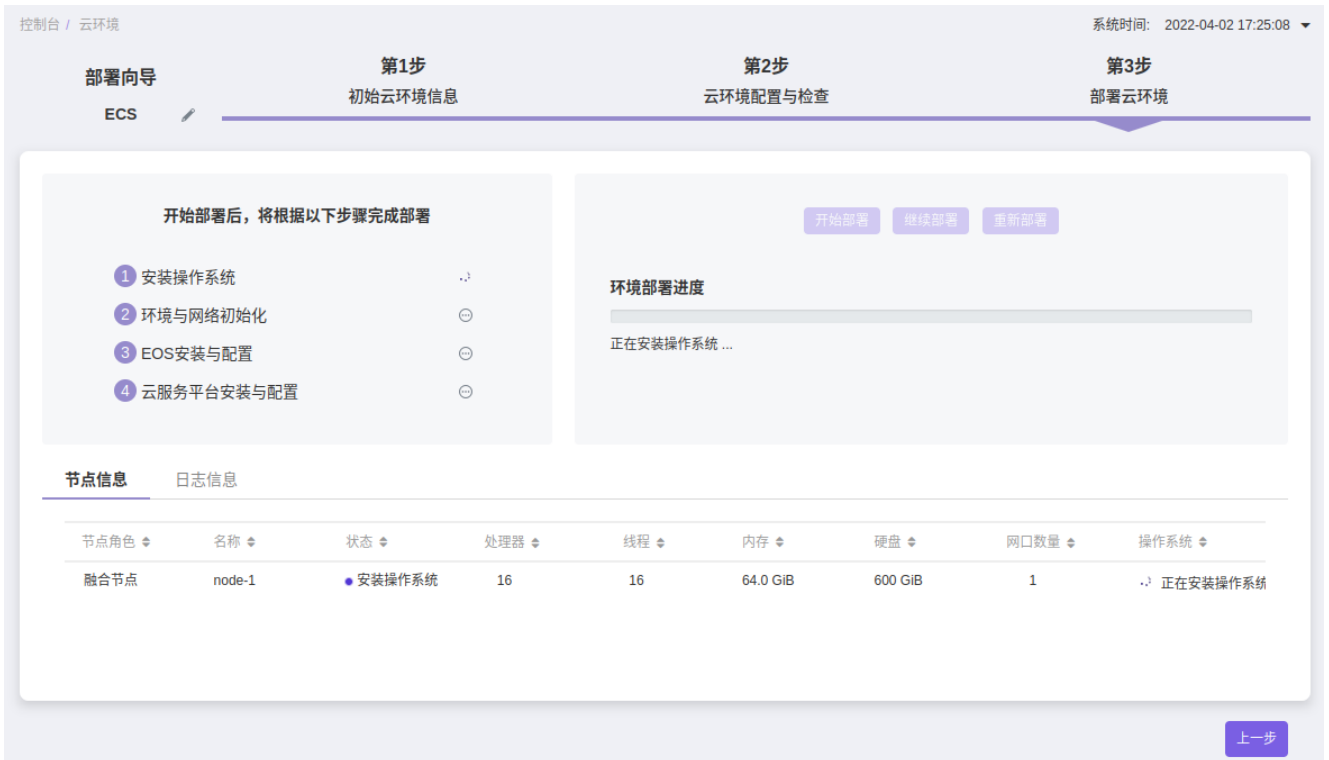 控制台 / 云环境
系统时间: 2022-04-02 17:25:08
部署向导
ECS
第1步
初始云环境信息
第2步
云环境配置与检查
第3步
部署云环境
开始部署后，将根据以下步骤完成部署
1 安装操作系统
2 环境与网络初始化
3 EOS安装与配置
4 云服务平台安装与配置
开始部署 继续部署 重新部署
环境部署进度
正在安装操作系统 ...
节点信息 日志信息
节点角色 名称 状态 处理器 线程 内存 硬盘 网口数量 操作系统
融合节点 node-1 安装操作系统 16 16 64.0 GiB 600 GiB 1 正在安装操作系统
上一步